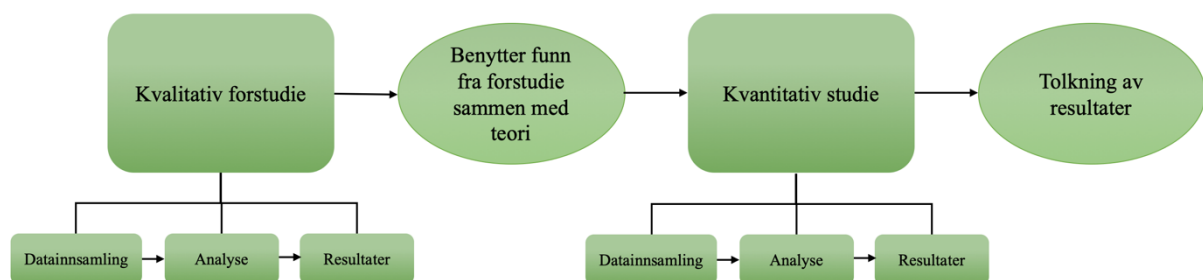 Kvalitativ forstudie
Benytter funn
fra forstudie
sammen med
teori
Kvantitativ studie
Tolkning av
resultater
Datainnsamling
Analyse
Resultater
Datainnsamling
Analyse
Resultater